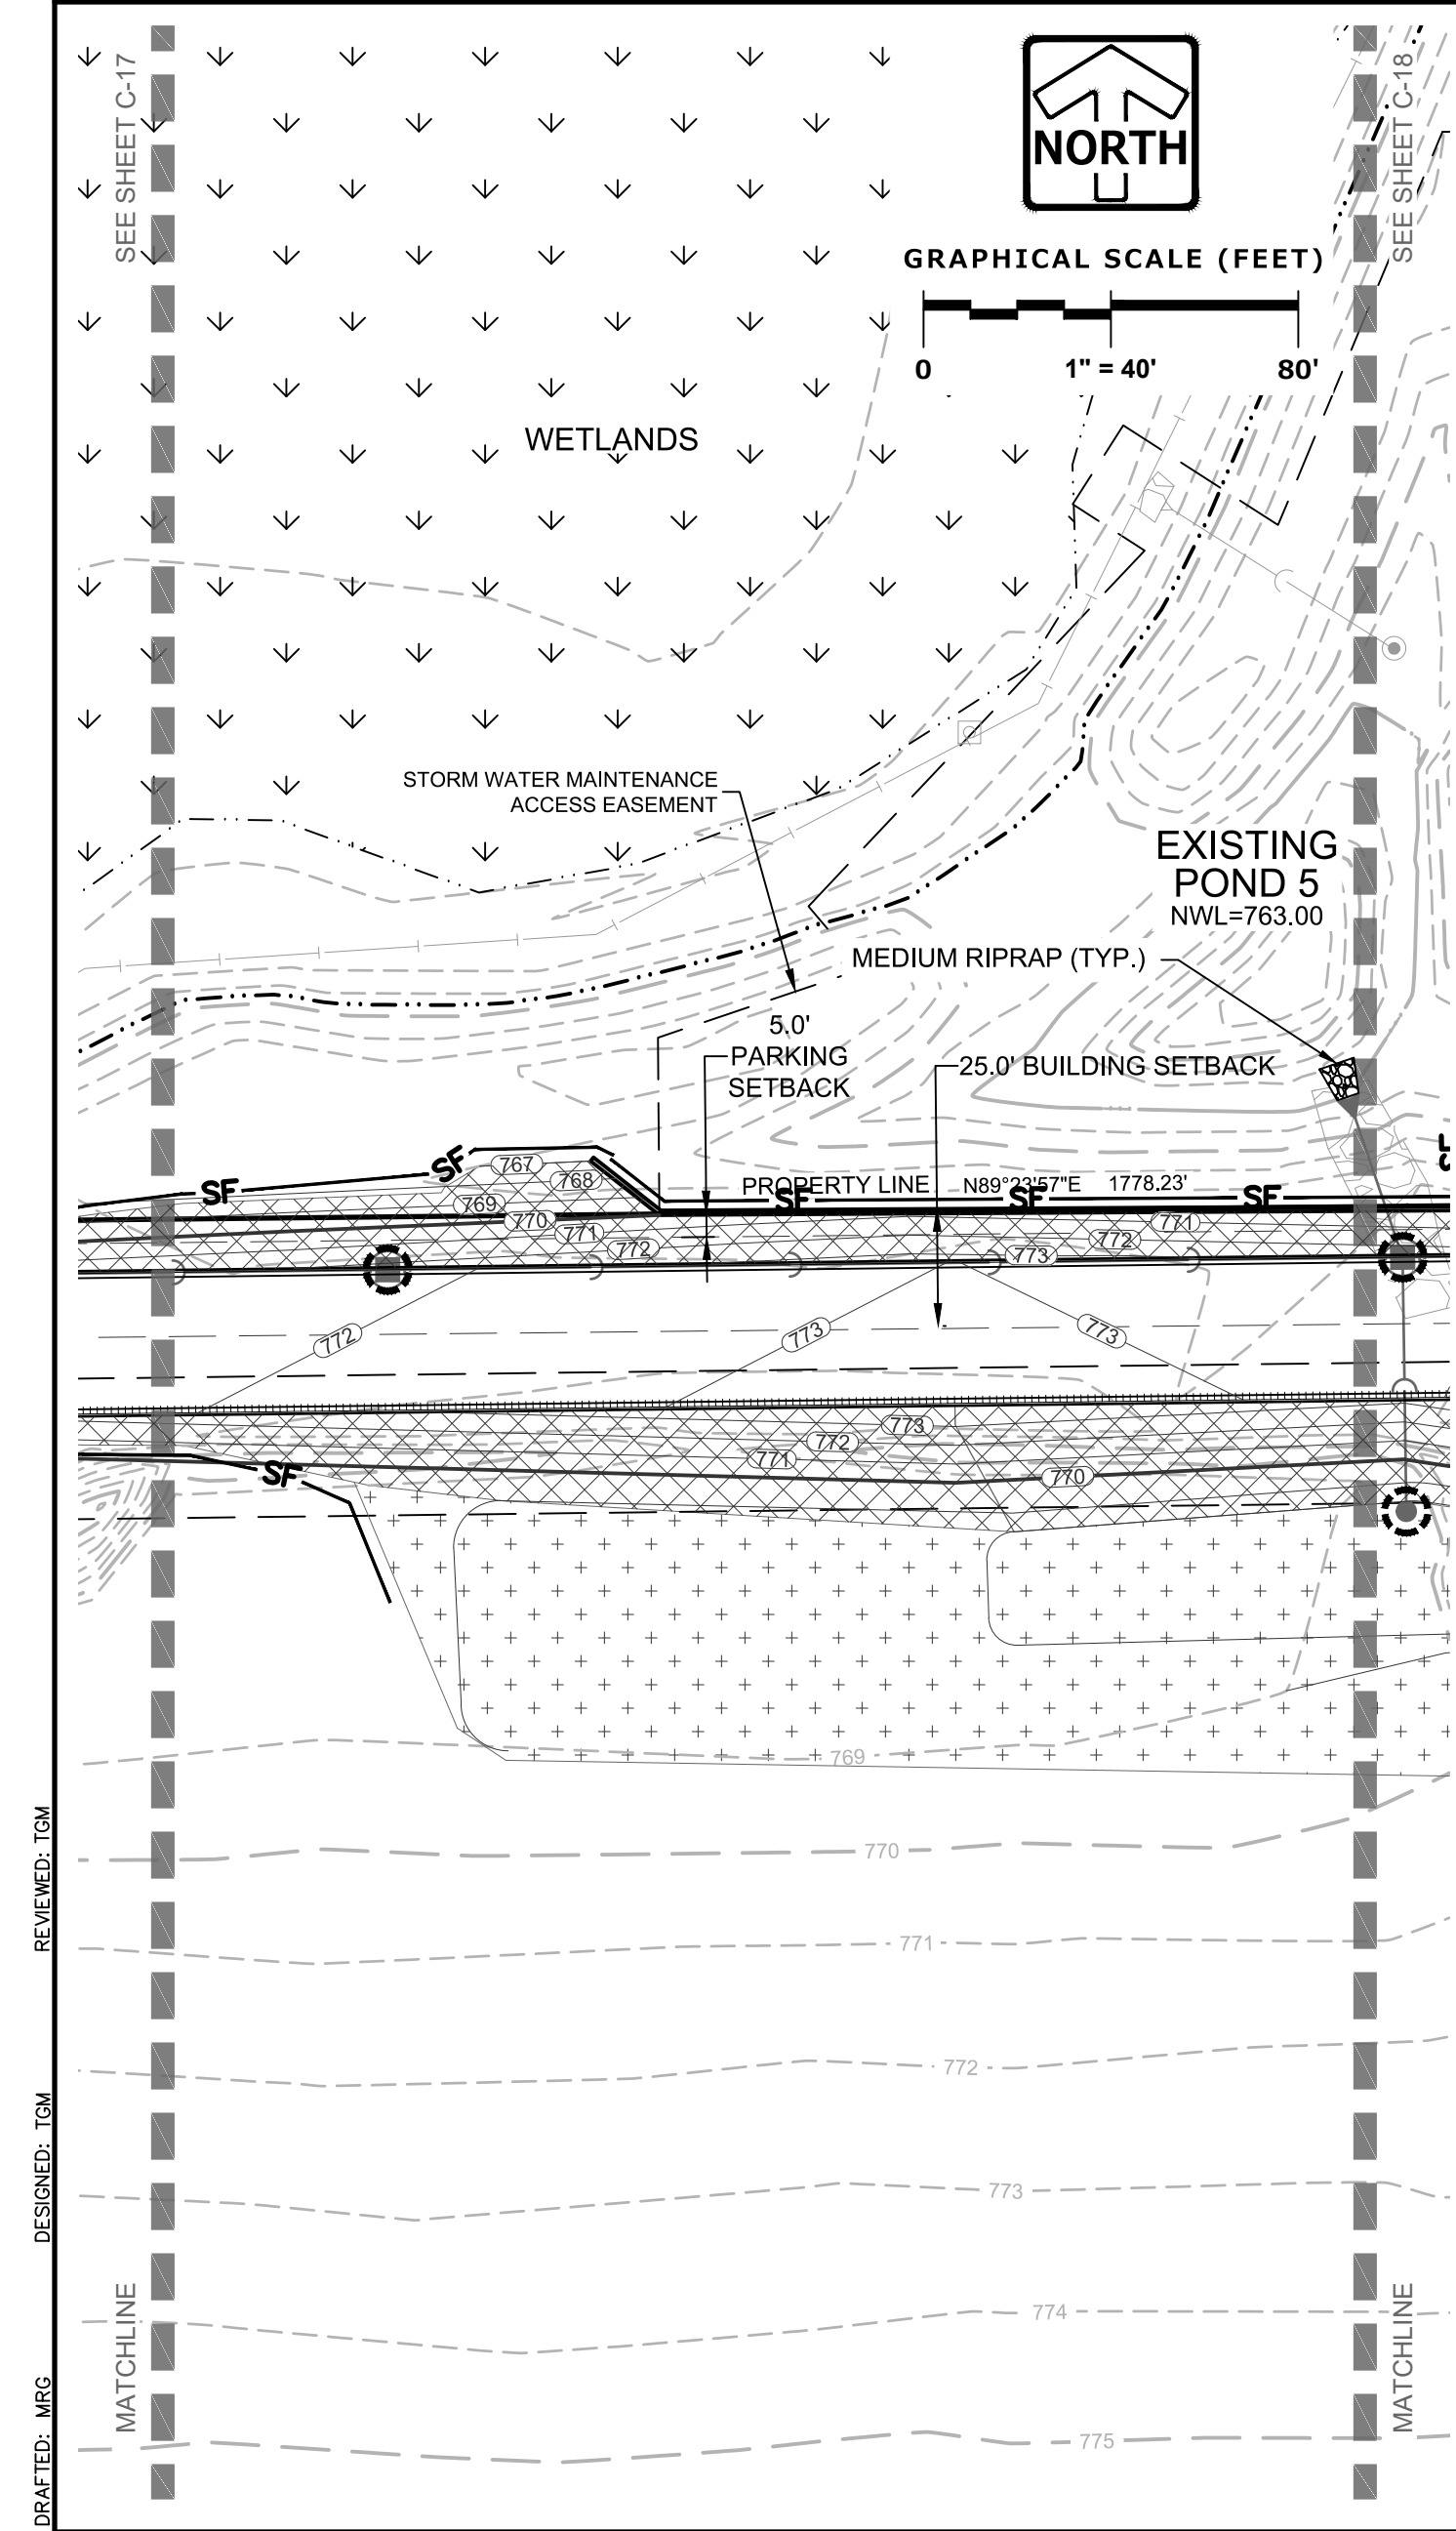 SEE SHEET C-17
NORTH
SEE SHEET C-18
GRAPHICAL SCALE (FEET)
0
1" = 40'
80'
WETLANDS
STORM WATER MAINTENANCE
ACCESS EASEMENT
EXISTING
POND 5
NWL=763.00
MEDIUM RIPRAP (TYP.)
5.0'
PARKING
SETBACK
25.0' BUILDING SETBACK
SF
SF
767
768
769
770
771
772
PROPERTY LINE
N89°23'57"E
1778.23'
SF
SF
SF
771
772
773
772
773
773
773
772
771
770
SF
769
770
771
772
773
774
775
MATCHLINE
MATCHLINE
REVIEWED: TGM
DESIGNED: TGM
DRAFTED: MRG